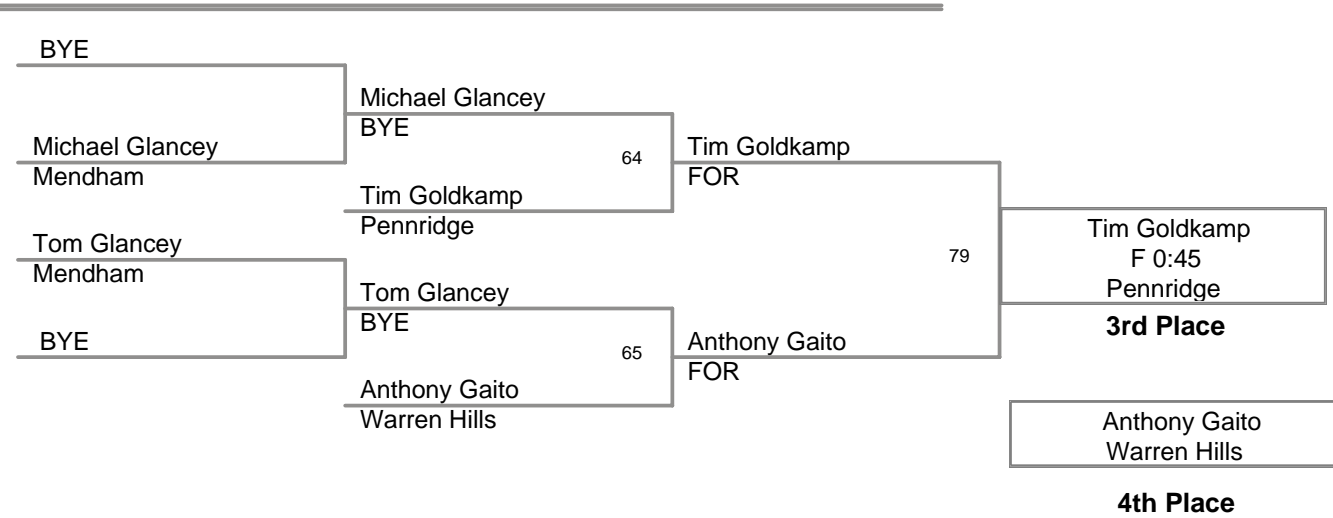 BYE
Michael Glancey
Mendham
Tom Glancey
Mendham
BYE
Michael Glancey
BYE
64
Tim Goldkamp
Pennridge
Tom Glancey
BYE
65
Anthony Gaito
Warren Hills
Tim Goldkamp
FOR
79
Anthony Gaito
FOR
Tim Goldkamp
F 0:45
Pennridge
3rd Place
Anthony Gaito
Warren Hills
4th Place